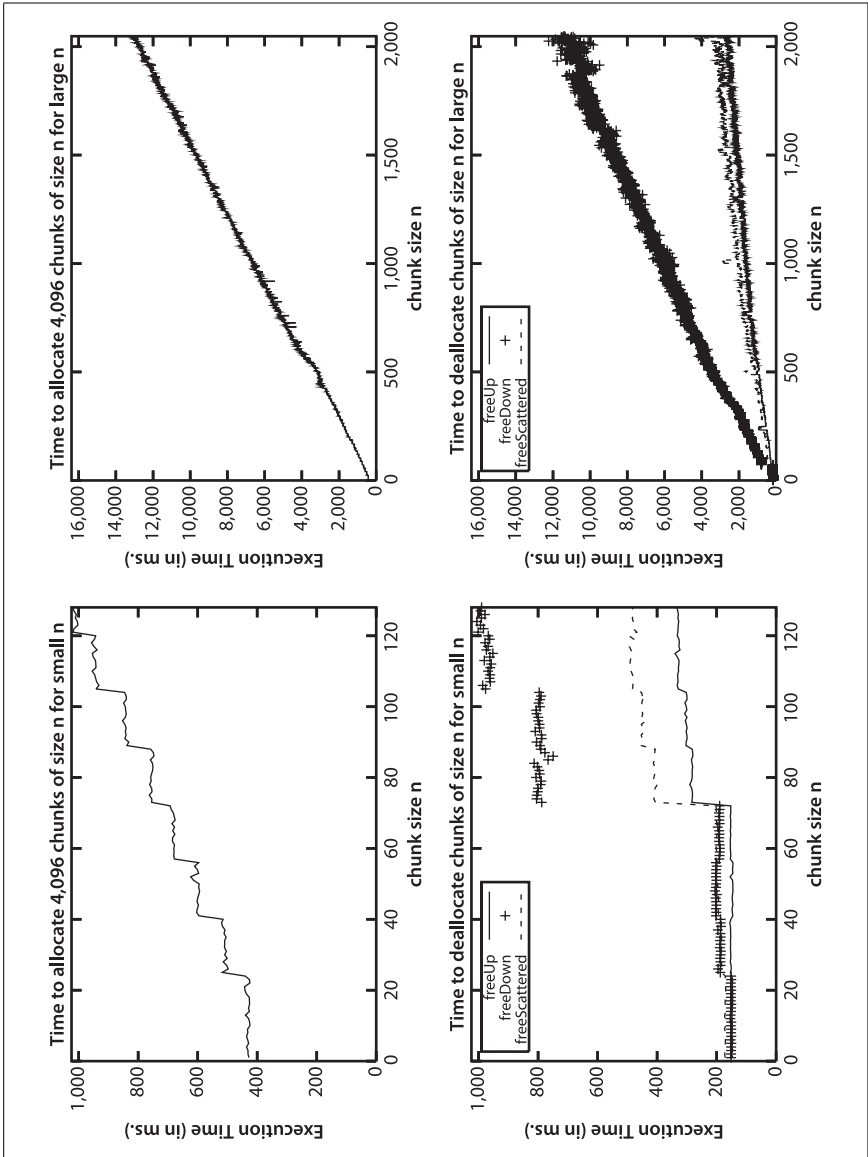 Time to allocate 4,096 chunks of size n for small n
1,000
800
600
400
200
0
Execution Time (in ms.)
0 20 40 60 80 100 120
chunk size n
Time to allocate 4,096 chunks of size n for large n
16,000
14,000
12,000
10,000
8,000
6,000
4,000
2,000
0
Execution Time (in ms.)
0 500 1,000 1,500 2,000
chunk size n
Time to deallocate chunks of size n for small n
freeUp
freeDown
freeScattered
1,000
800
600
400
200
0
Execution Time (in ms.)
0 20 40 60 80 100 120
chunk size n
Time to deallocate chunks of size n for large n
freeUp
freeDown
freeScattered
16,000
14,000
12,000
10,000
8,000
6,000
4,000
2,000
0
Execution Time (in ms.)
0 500 1,000 1,500 2,000
chunk size n